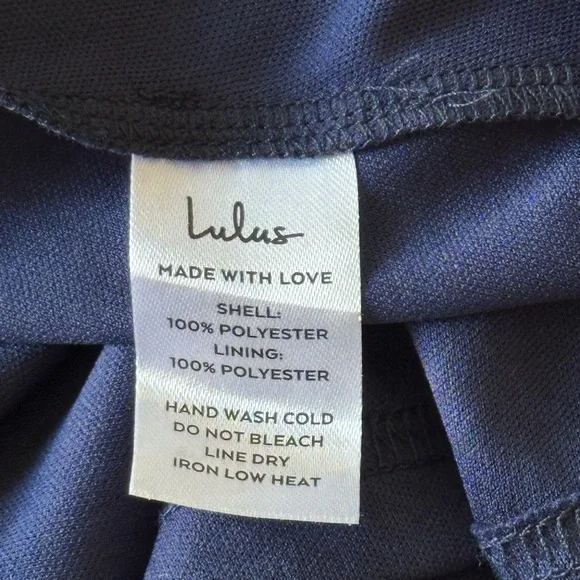 Lulus
MADE WITH LOVE
SHELL:
100% POLYESTER
LINING:
100% POLYESTER
HAND WASH COLD
DO NOT BLEACH
LINE DRY
IRON LOW HEAT